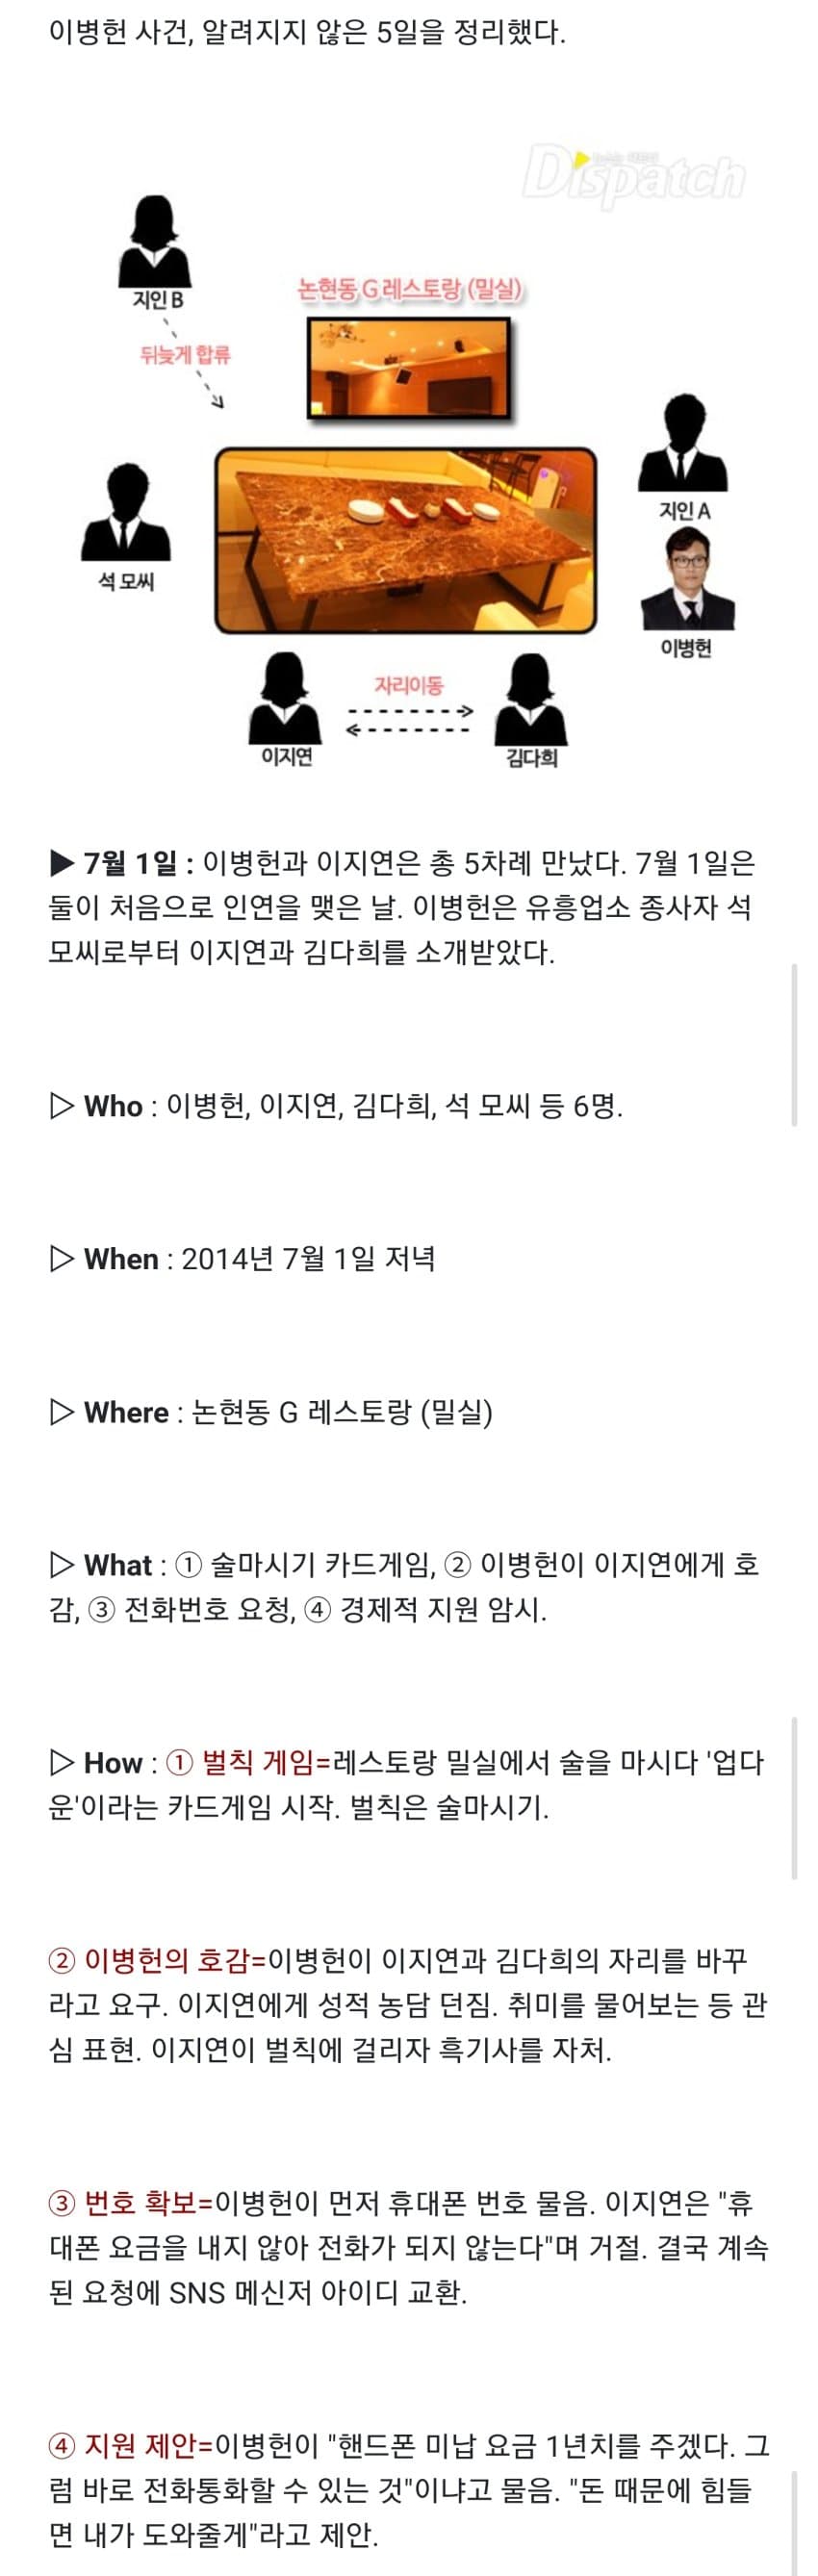 이병헌 사건, 알려지지 않은 5일을 정리했다.
Dispatch
지인 B
논현동 G 레스토랑 (밀실)
뒤늦게 합류
지인 A
석 모씨
이병헌
자리이동
이지연
김다희
▶ 7월 1일 : 이병헌과 이지연은 총 5차례 만났다. 7월 1일은
둘이 처음으로 인연을 맺은 날. 이병헌은 유흥업소 종사자 석
모씨로부터 이지연과 김다희를 소개받았다.
▷ Who : 이병헌, 이지연, 김다희, 석 모씨 등 6명.
▷ When : 2014년 7월 1일 저녁
▷ Where : 논현동 G 레스토랑 (밀실)
▷ What : ① 술마시기 카드게임, ② 이병헌이 이지연에게 호
감, ③ 전화번호 요청, ④ 경제적 지원 암시.
▷ How : ① 벌칙 게임=레스토랑 밀실에서 술을 마시다 '업다
운'이라는 카드게임 시작. 벌칙은 술마시기.
② 이병헌의 호감=이병헌이 이지연과 김다희의 자리를 바꾸
라고 요구. 이지연에게 성적 농담 던짐. 취미를 물어보는 등 관
심 표현. 이지연이 벌칙에 걸리자 흑기사를 자처.
③ 번호 확보=이병헌이 먼저 휴대폰 번호 물음. 이지연은 "휴
대폰 요금을 내지 않아 전화가 되지 않는다"며 거절. 결국 계속
된 요청에 SNS 메신저 아이디 교환.
④ 지원 제안=이병헌이 "핸드폰 미납 요금 1년치를 주겠다. 그
럼 바로 전화통화할 수 있는 것"이냐고 물음. "돈 때문에 힘들
면 내가 도와줄게"라고 제안.